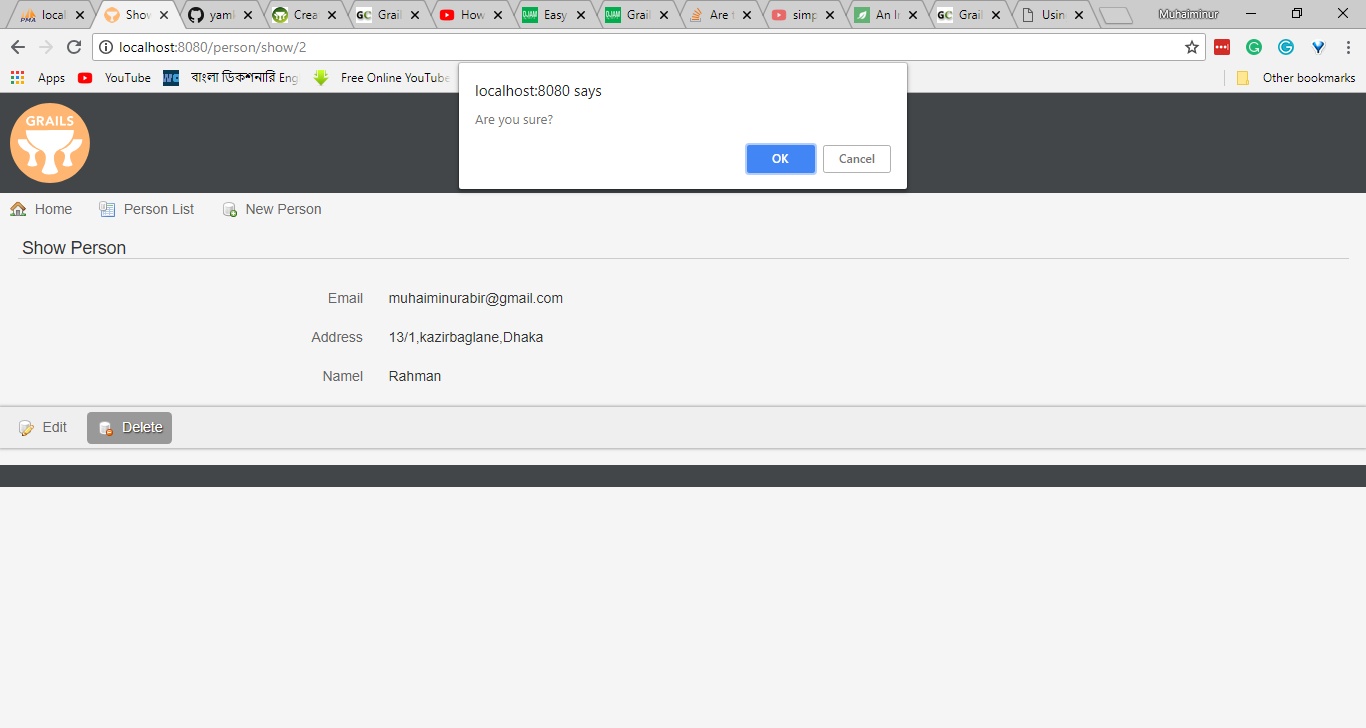 local Show yaml Crea Grail How Easy Grail Are t simp An Ir Grail Usin Muhaiminur
localhost:8080/person/show/2
Apps YouTube বাংলা ডিকশনারি Eng Free Online YouTube Other bookmarks
localhost:8080 says
Are you sure?
OK Cancel
GRAILS
Home Person List New Person
Show Person
Email muhaiminurabir@gmail.com
Address 13/1,kazirbaglane,Dhaka
Namel Rahman
Edit Delete